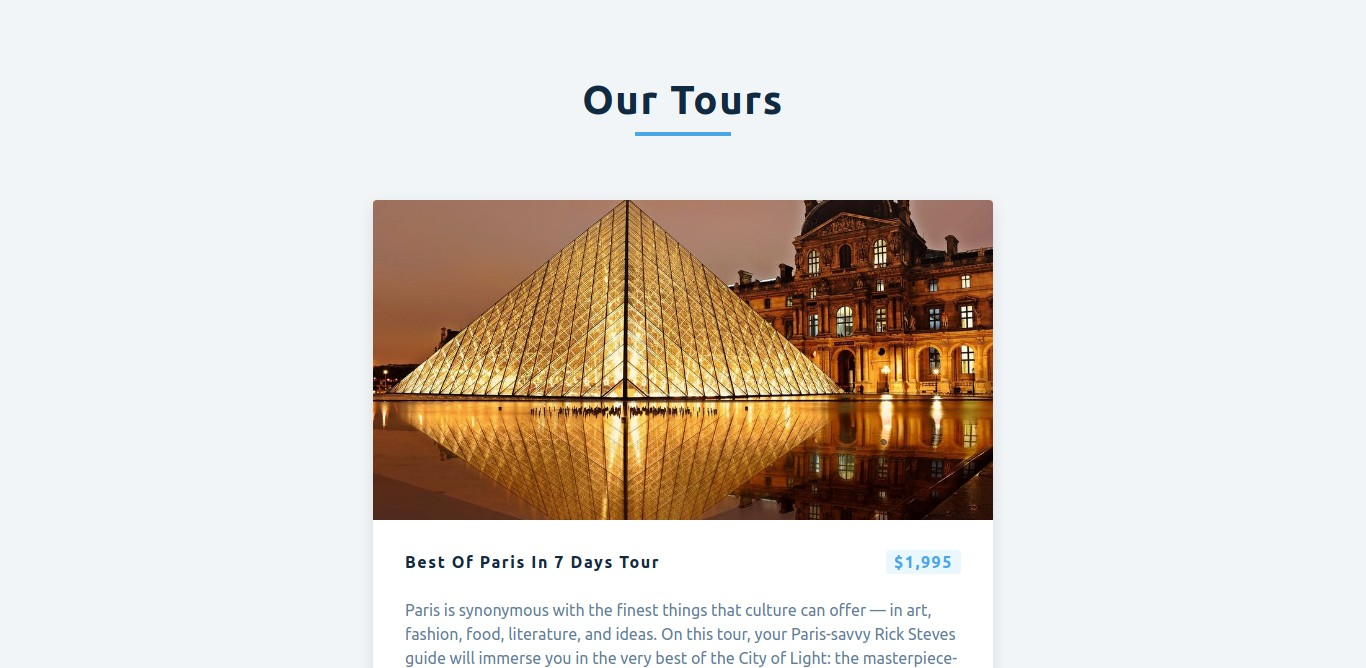 Our Tours
Best Of Paris In 7 Days Tour
$1,995
Paris is synonymous with the finest things that culture can offer — in art,
fashion, food, literature, and ideas. On this tour, your Paris-savvy Rick Steves
guide will immerse you in the very best of the City of Light: the masterpiece-